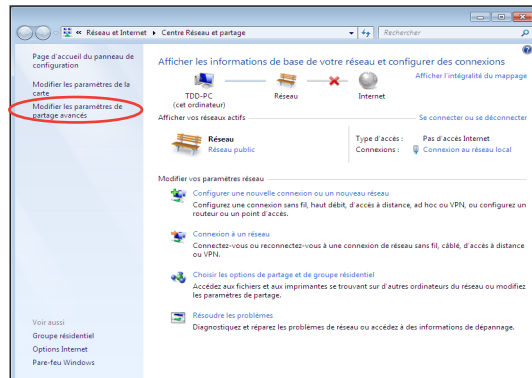 « Réseau et Internet ▸ Centre Réseau et partage
Rechercher
Page d'accueil du panneau de
configuration
Modifier les paramètres de la
carte
Modifier les paramètres de
partage avancés
Voir aussi
Groupe résidentiel
Options Internet
Pare-feu Windows
Afficher les informations de base de votre réseau et configurer des connexions
Afficher l'intégralité du mappage
TDD-PC
(cet ordinateur)
Réseau
Internet
Afficher vos réseaux actifs
Se connecter ou se déconnecter
Réseau
Réseau public
Type d'accès : Pas d'accès Internet
Connexions : Connexion au réseau local
Modifier vos paramètres réseau
Configurer une nouvelle connexion ou un nouveau réseau
Configurez une connexion sans fil, haut débit, d'accès à distance, ad hoc ou VPN, ou configurez un
routeur ou un point d'accès.
Connexion à un réseau
Connectez-vous ou reconnectez-vous à une connexion de réseau sans fil, câblé, d'accès à distance
ou VPN.
Choisir les options de partage et de groupe résidentiel
Accédez aux fichiers et aux imprimantes se trouvant sur d'autres ordinateurs du réseau ou modifiez
les paramètres de partage.
Résoudre les problèmes
Diagnostiquez et réparez les problèmes de réseau ou accédez à des informations de dépannage.